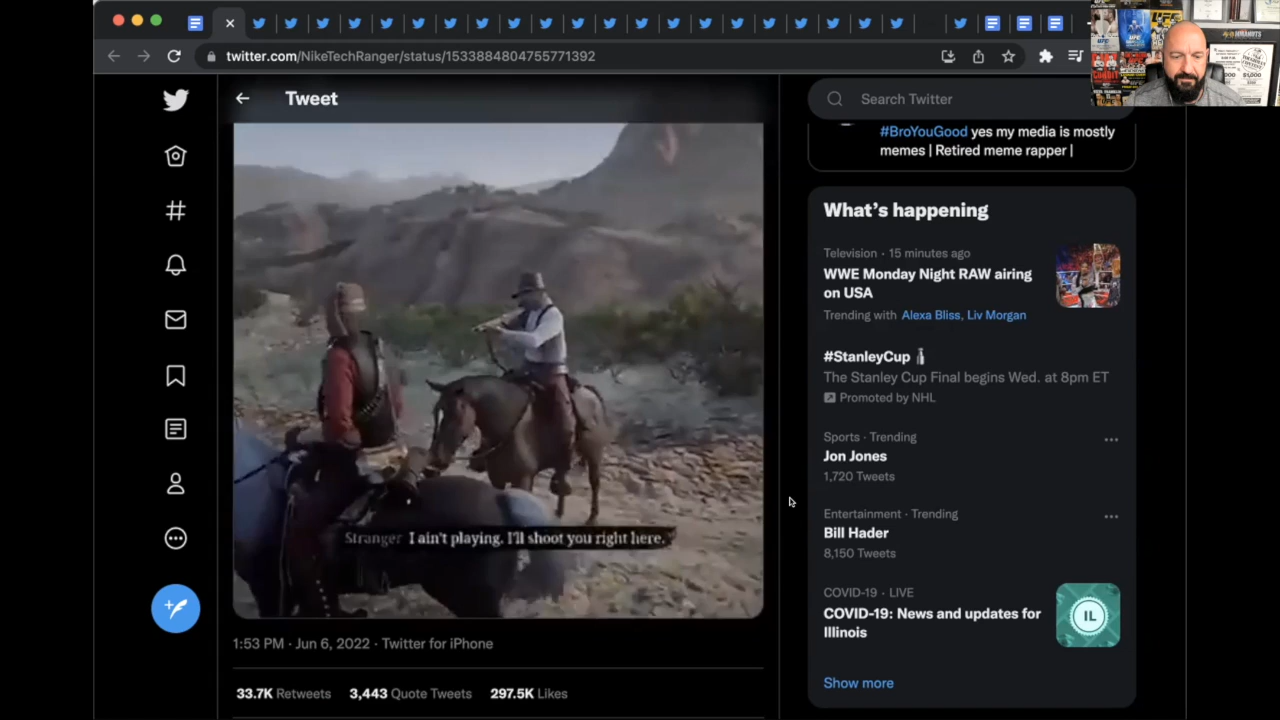 twitter.com/NikeTechRanger/status/1533884804755771392
Tweet
Search Twitter
#BroYouGood yes my media is mostly
memes | Retired meme rapper |
What's happening
Television · 15 minutes ago
WWE Monday Night RAW airing
on USA
Trending with Alexa Bliss, Liv Morgan
#StanleyCup
The Stanley Cup Final begins Wed. at 8pm ET
Promoted by NHL
Sports · Trending
Jon Jones
1,720 Tweets
Entertainment · Trending
Bill Hader
8,150 Tweets
COVID-19 · LIVE
COVID-19: News and updates for
Illinois
IL
Show more
Stranger I ain't playing. I'll shoot you right here.
1:53 PM · Jun 6, 2022 · Twitter for iPhone
33.7K Retweets 3,443 Quote Tweets 297.5K Likes